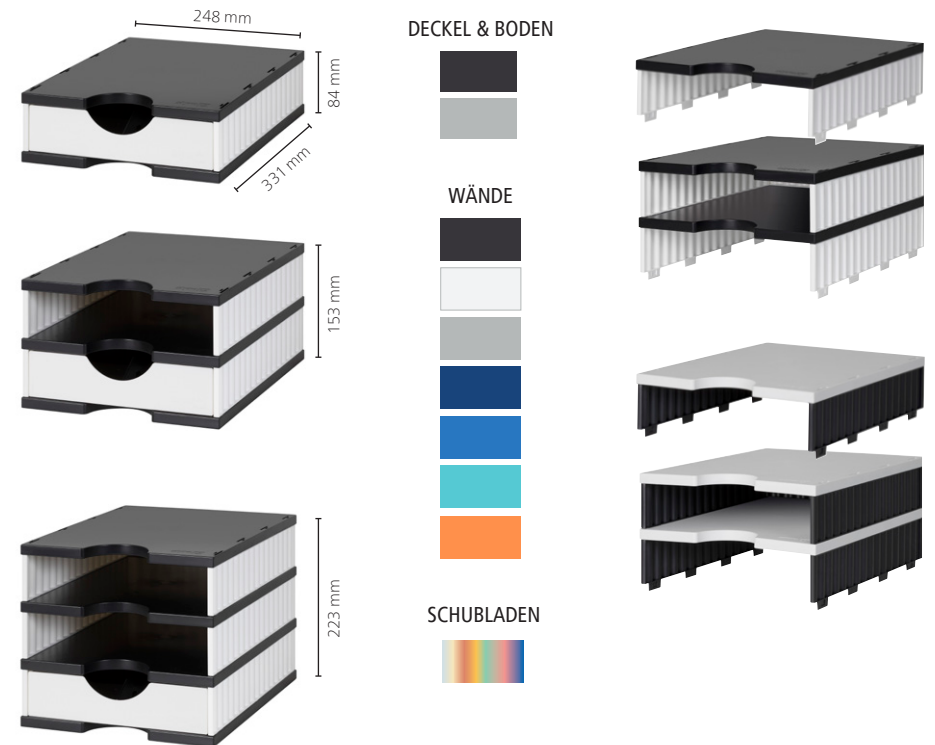 248 mm
84 mm
331 mm
153 mm
223 mm
DECKEL & BODEN
WÄNDE
SCHUBLADEN